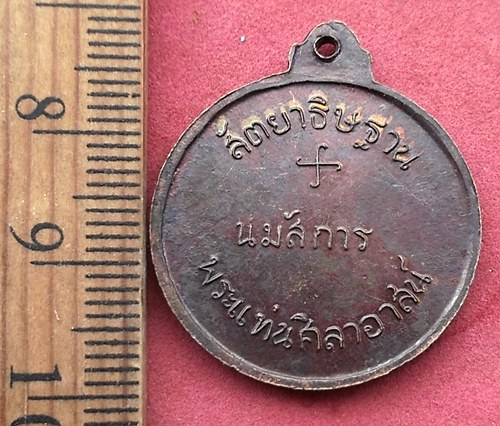 สัตยาธิษฐาน
นมัสการ
พระแท่นศิลาอาสน์
8
9
10